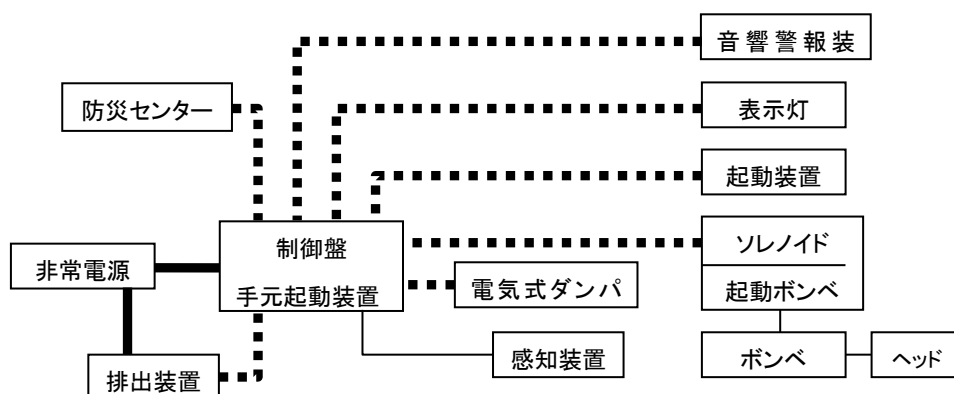 音響警報装
防災センター
表示灯
起動装置
制御盤
手元起動装置
ソレノイド
起動ボンベ
非常電源
電気式ダンパ
排出装置
感知装置
ボンベ
ヘッド